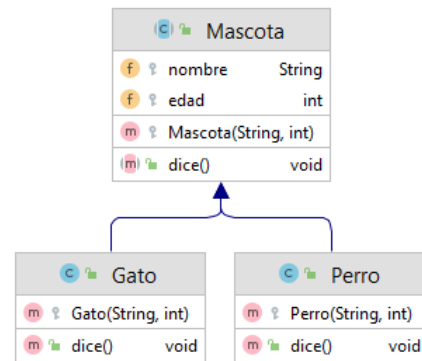 Mascota
f nombre String
f edad int
m Mascota(String, int)
(m) dice() void
C Gato
m Gato(String, int)
m dice() void
C Perro
m Perro(String, int)
m dice() void